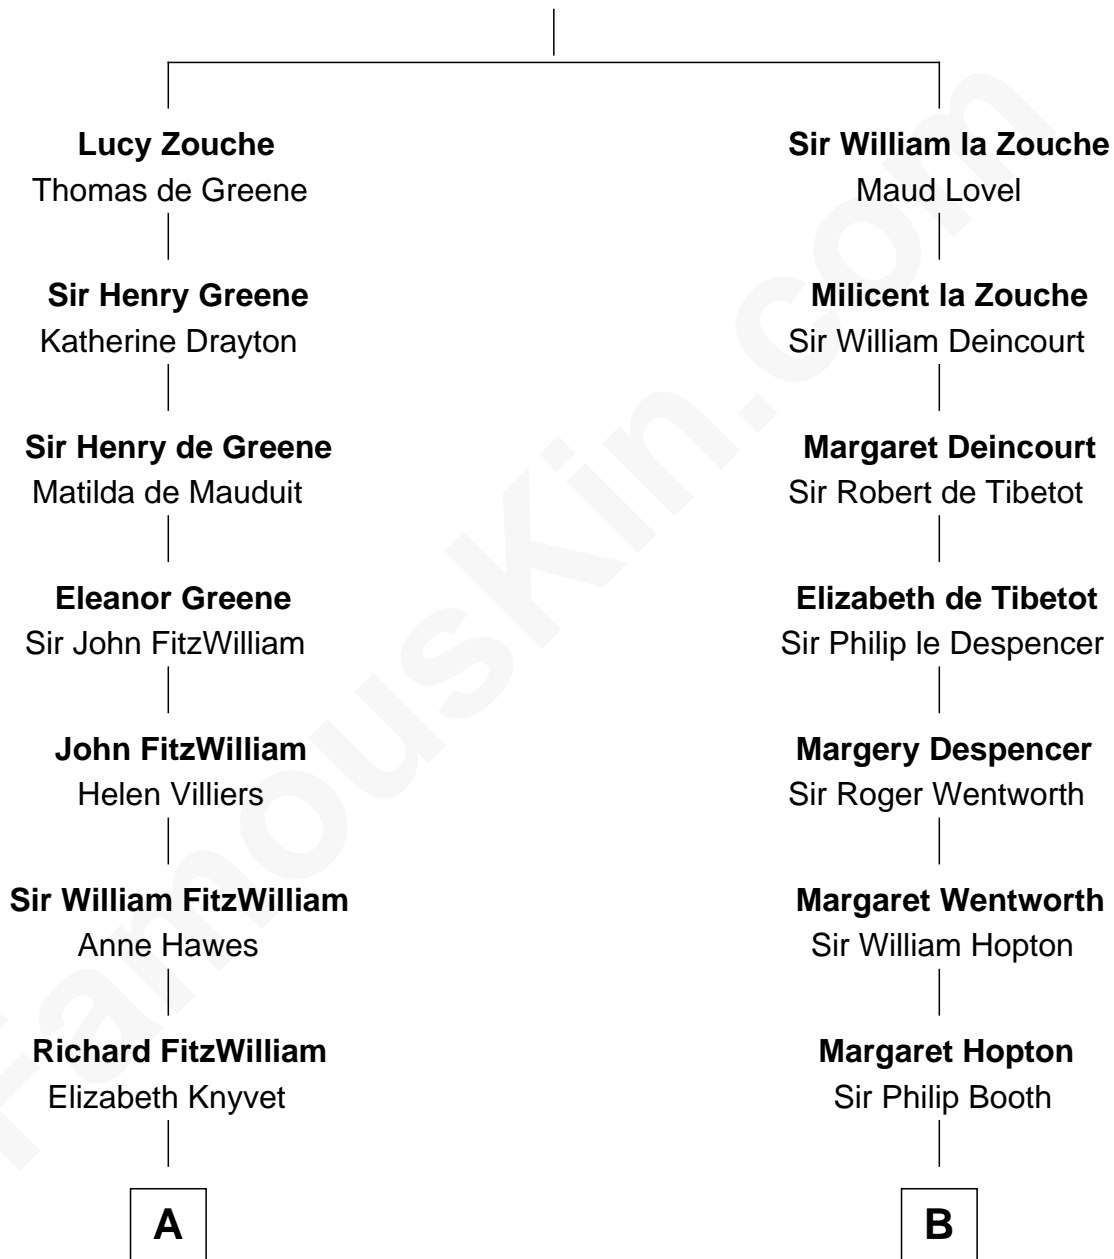 Lucy Zouche
Thomas de Greene
Sir Henry Greene
Katherine Drayton
Sir Henry de Greene
Matilda de Mauduit
Eleanor Greene
Sir John FitzWilliam
John FitzWilliam
Helen Villiers
Sir William FitzWilliam
Anne Hawes
Richard FitzWilliam
Elizabeth Knyvet
A
Sir William la Zouche
Maud Lovel
Milicent la Zouche
Sir William Deincourt
Margaret Deincourt
Sir Robert de Tibetot
Elizabeth de Tibetot
Sir Philip le Despencer
Margery Despencer
Sir Roger Wentworth
Margaret Wentworth
Sir William Hopton
Margaret Hopton
Sir Philip Booth
B
FamousKin.com